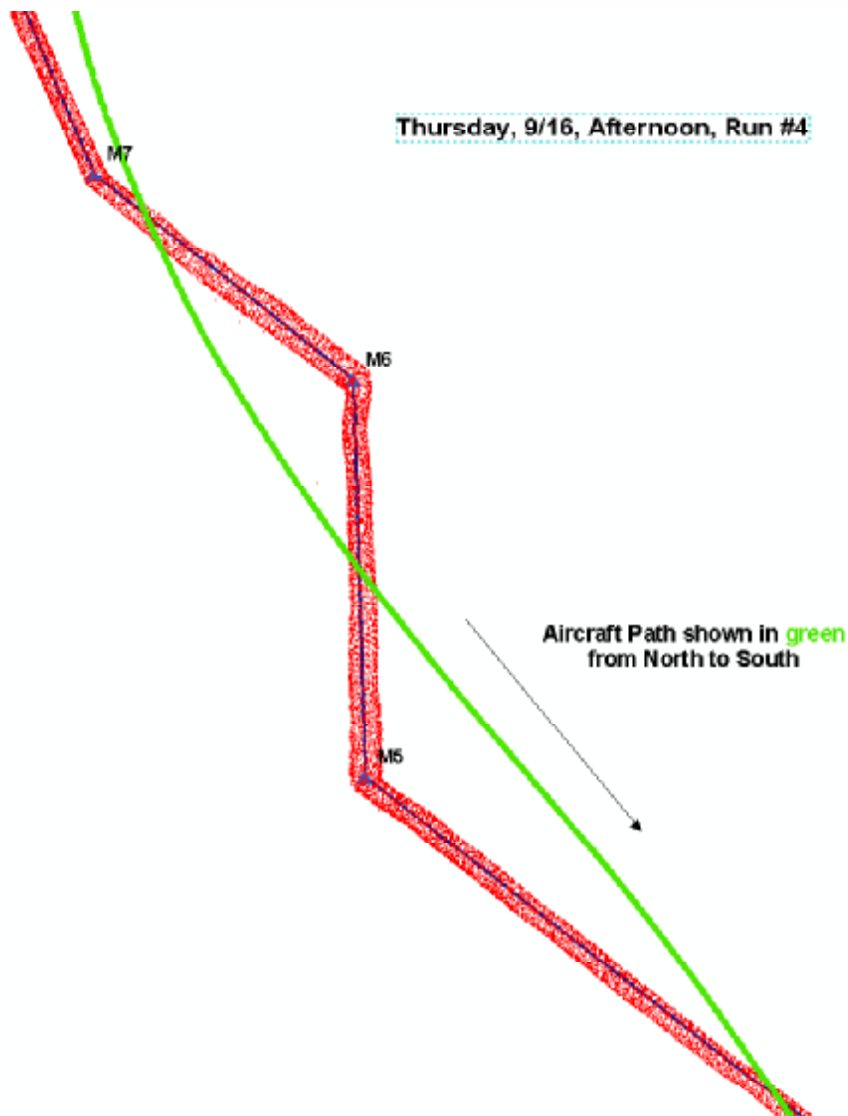 Thursday, 9/16, Afternoon, Run #4
M7
M6
Aircraft Path shown in green
from North to South
M5